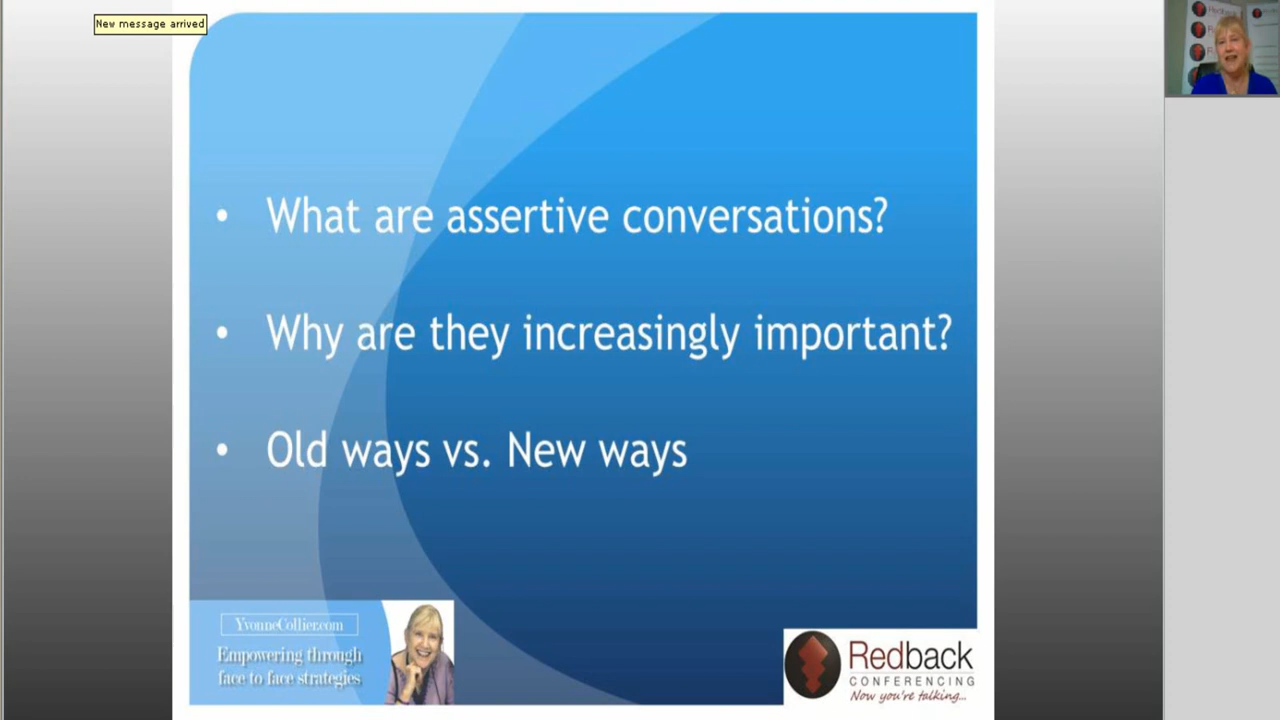 New message arrived
• What are assertive conversations?
• Why are they increasingly important?
• Old ways vs. New ways
YvonneCollier.com
Empowering through
face to face strategies
Redback
CONFERENCING
Now you're talking...